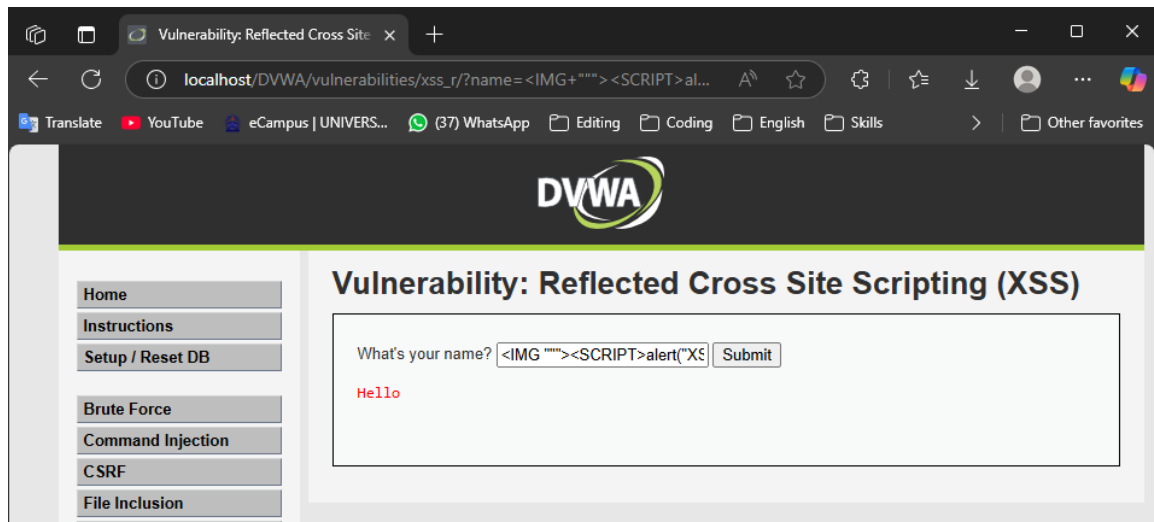 Vulnerability: Reflected Cross Site
localhost/DVWA/vulnerabilities/xss_r/?name=<IMG+"""><SCRIPT>al...
Translate YouTube eCampus | UNIVERS... (37) WhatsApp Editing Coding English Skills Other favorites
DVWA
Vulnerability: Reflected Cross Site Scripting (XSS)
Home
Instructions
Setup / Reset DB
Brute Force
Command Injection
CSRF
File Inclusion
What's your name? <IMG """><SCRIPT>alert("XS Submit
Hello